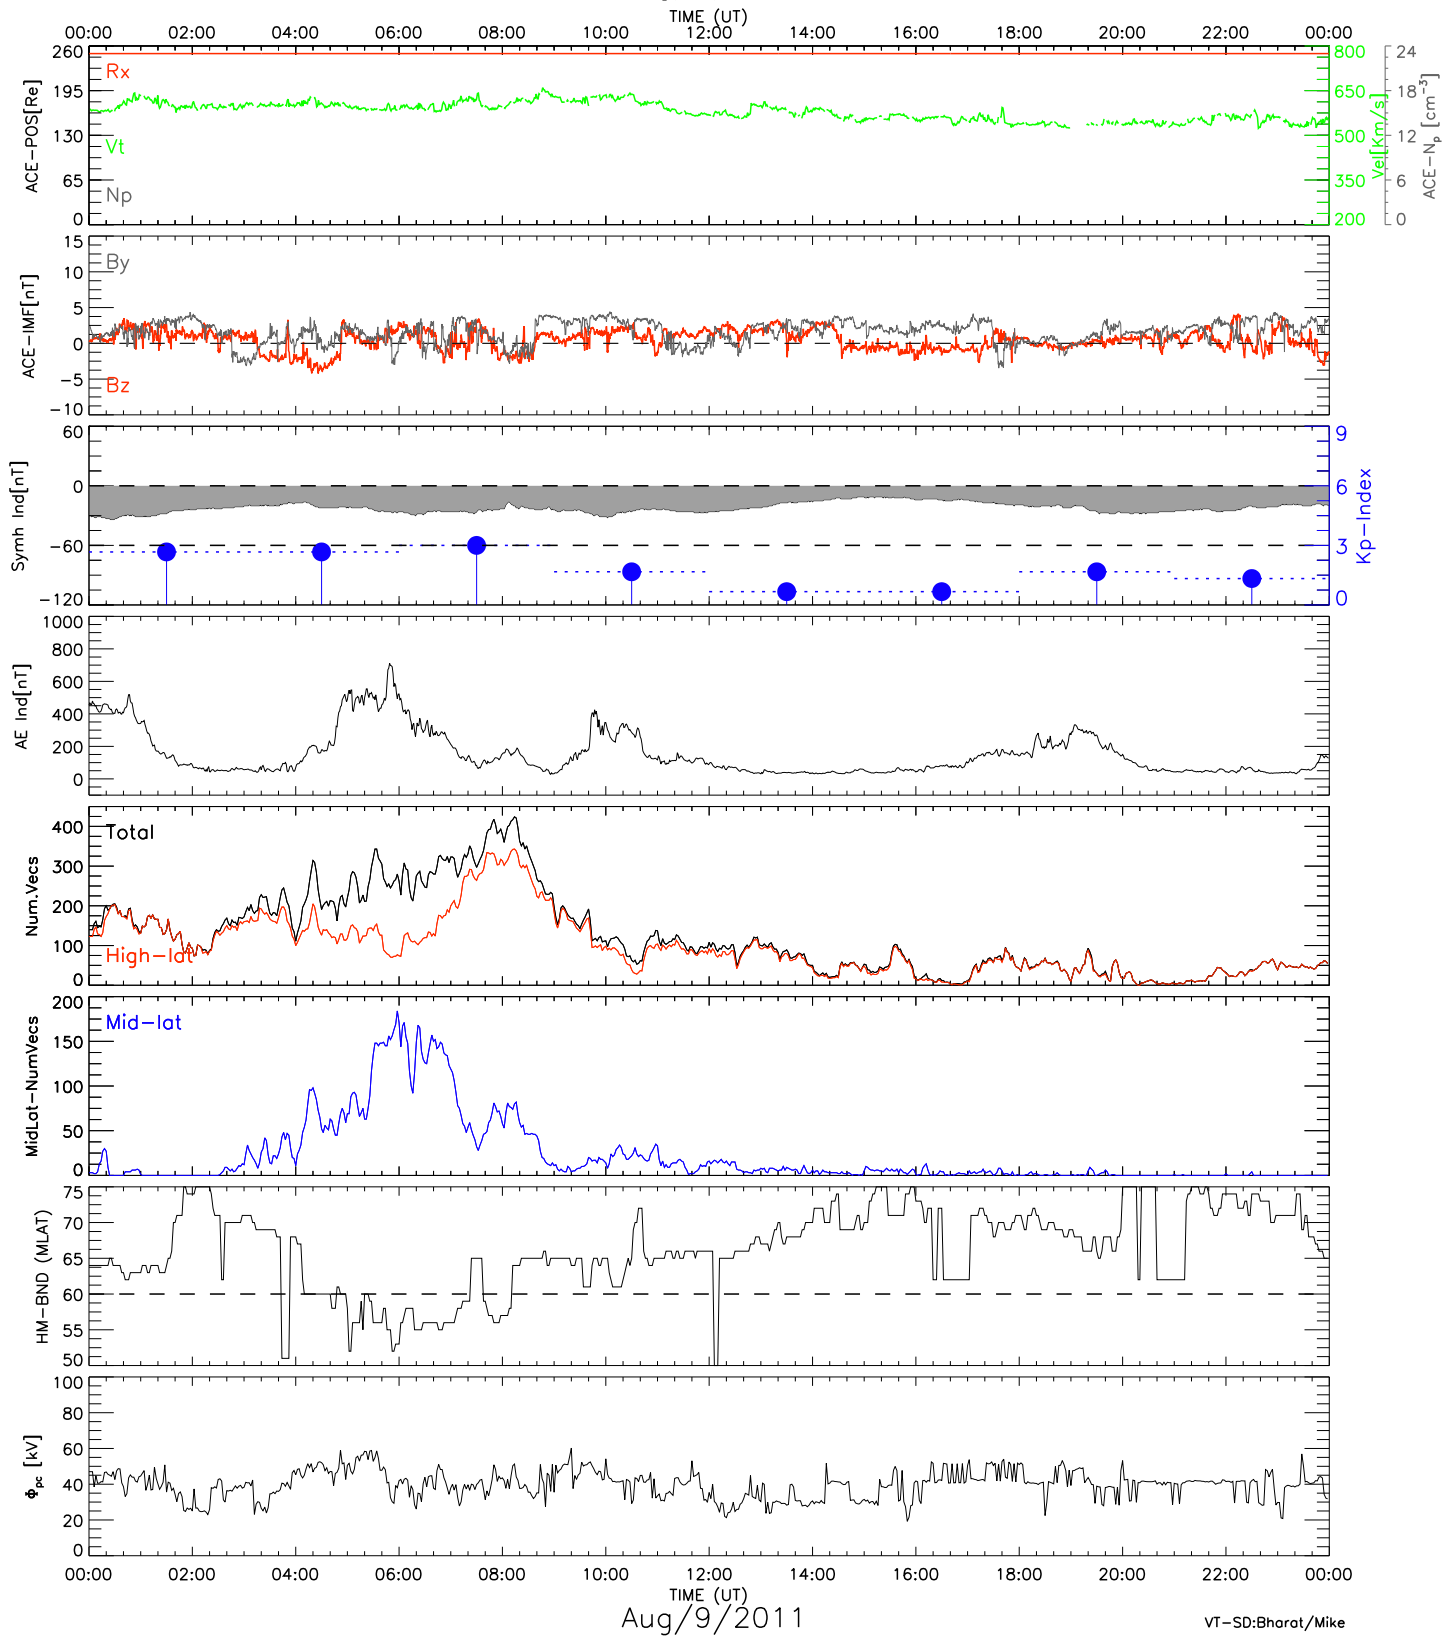 TIME (UT)
00:00 02:00 04:00 06:00 08:00 10:00 12:00 14:00 16:00 18:00 20:00 22:00 00:00
ACE-POS[Re]
260
195
130
65
0
Rx
Vt
Np
800
650
500
350
200
Vel[Km/s]
24
18
12
6
0
ACE-Np [cm-3]
ACE-IMF[nT]
15
10
5
0
-5
-10
By
Bz
Symh Ind[nT]
60
0
-60
-120
9
6
3
0
Kp-Index
AE Ind[nT]
1000
800
600
400
200
0
Num.Vecs
400
300
200
100
0
Total
High-lat
MidLat-NumVecs
200
150
100
50
0
Mid-lat
HM-BND (MLAT)
75
70
65
60
55
50
Φpc [kV]
100
80
60
40
20
0
00:00 02:00 04:00 06:00 08:00 10:00 12:00 14:00 16:00 18:00 20:00 22:00 00:00
TIME (UT)
Aug/9/2011
VT-SD:Bharat/Mike